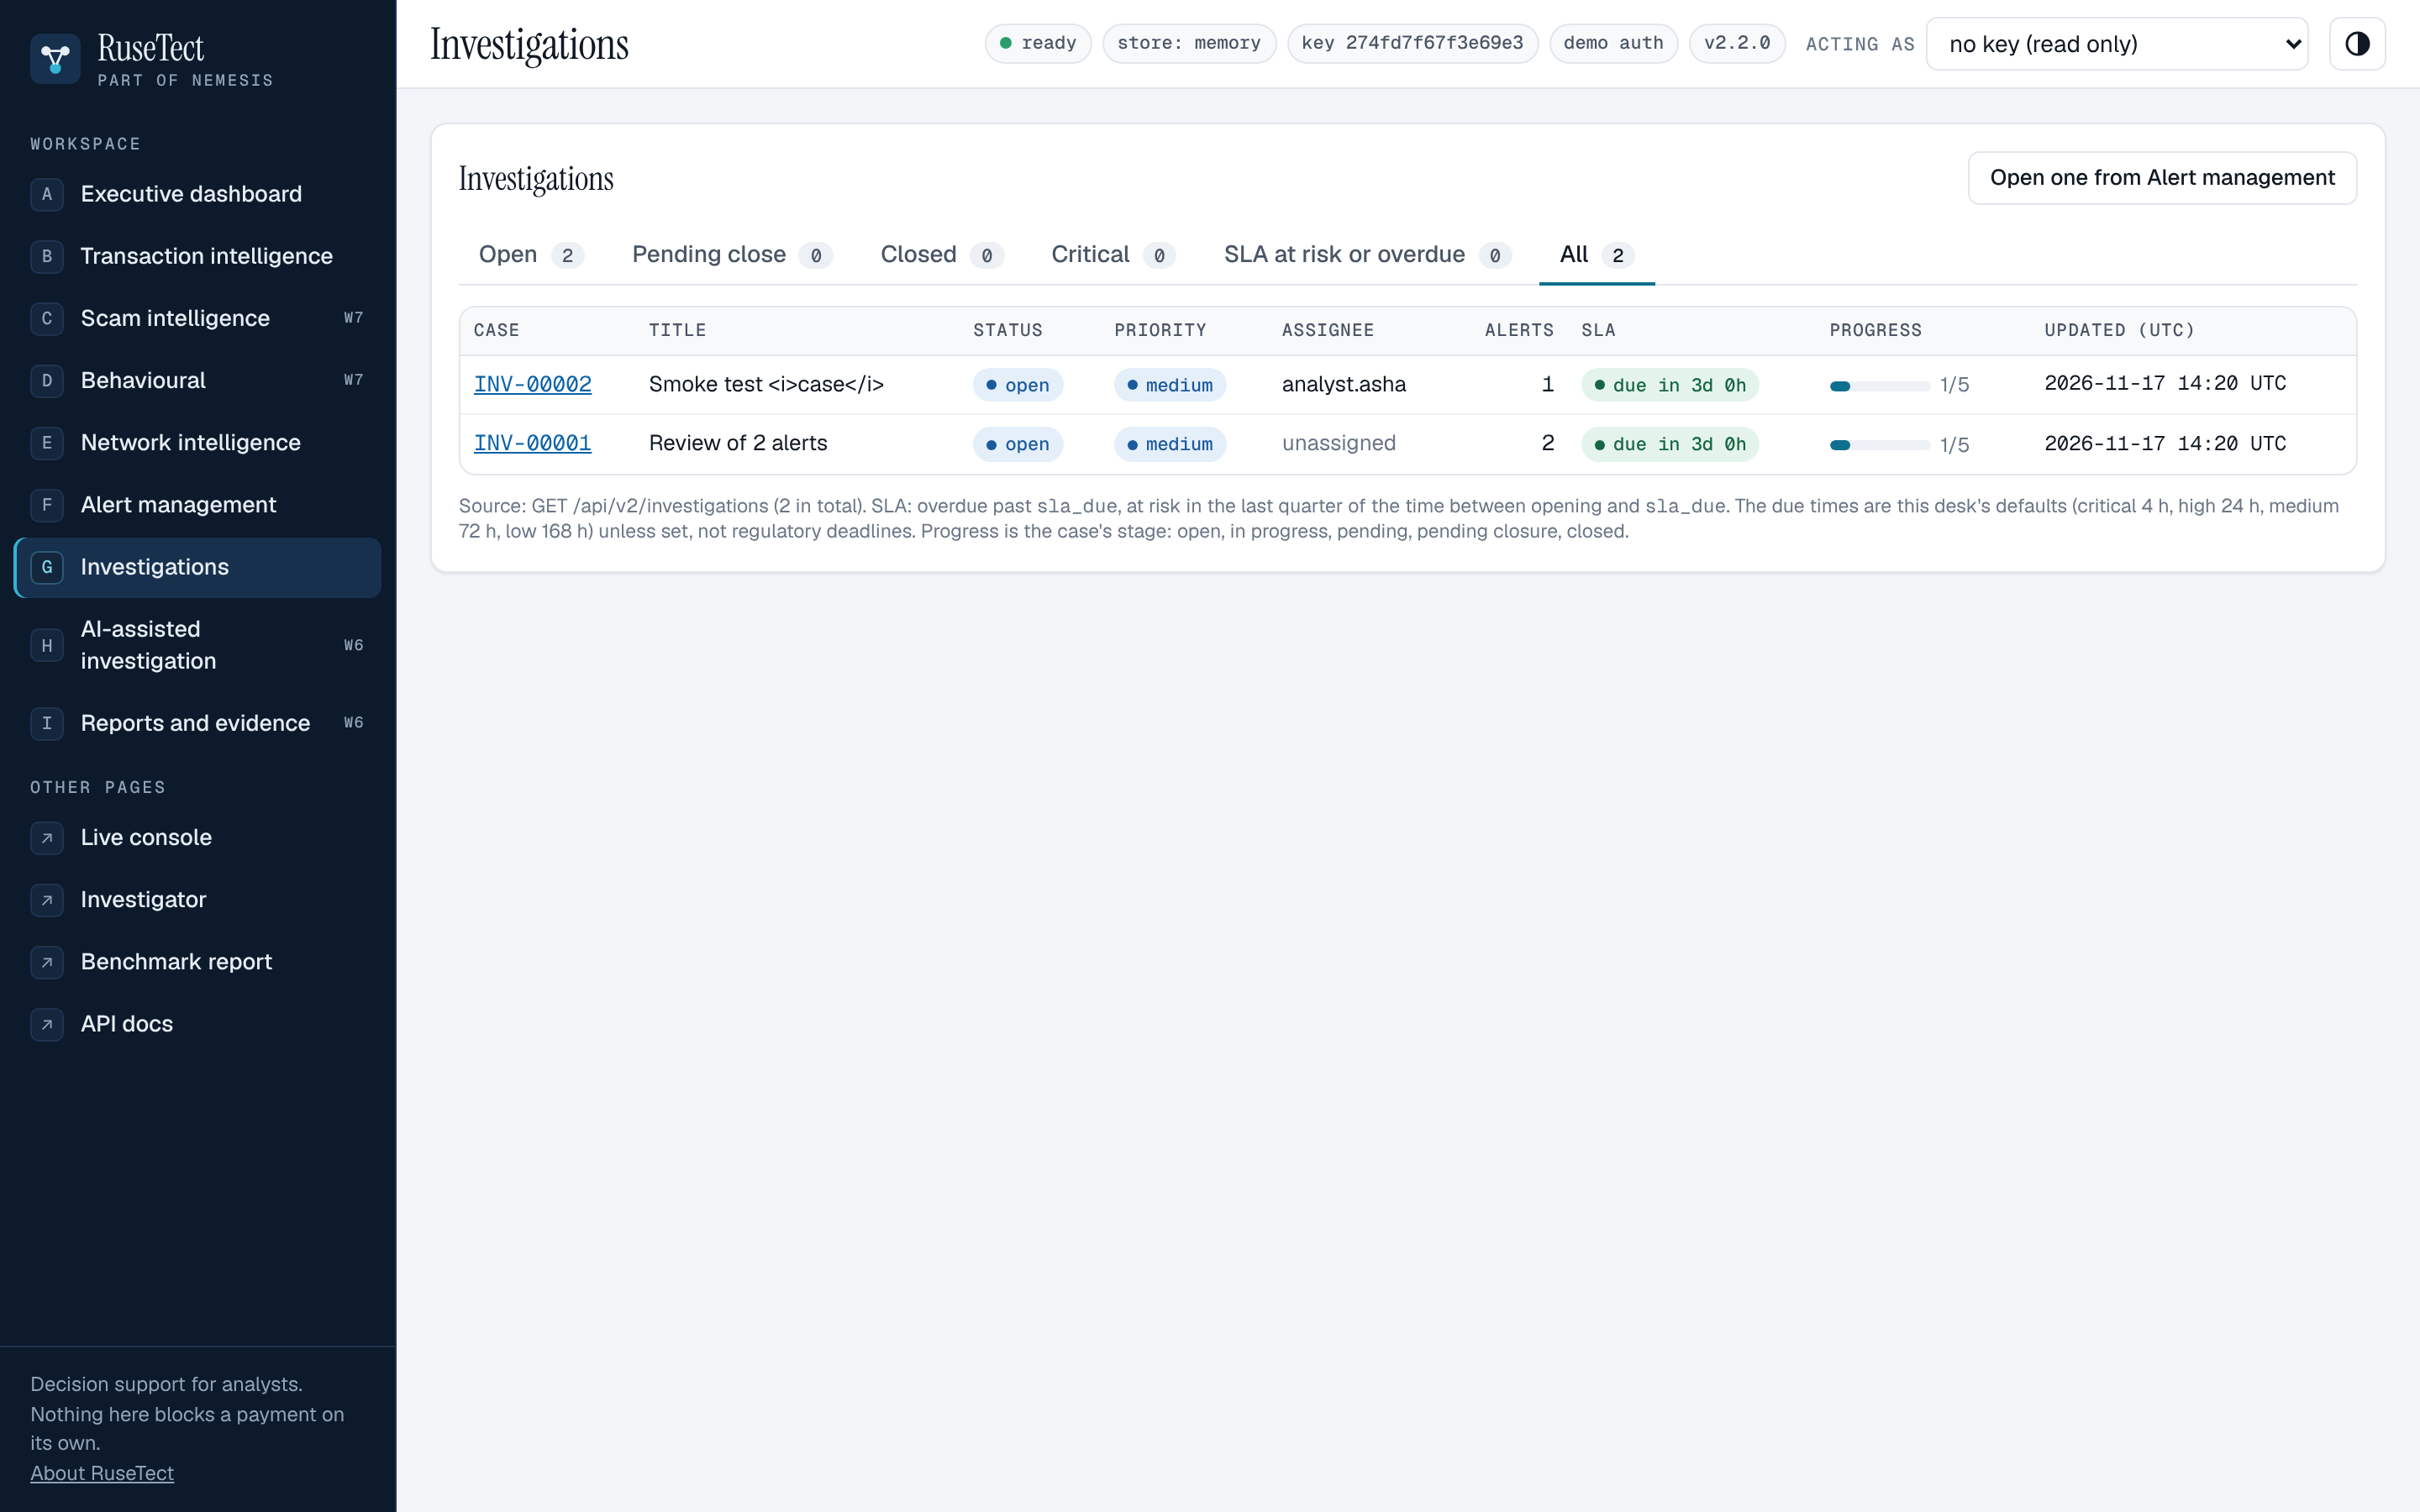 RuseTect
PART OF NEMESIS
WORKSPACE
A Executive dashboard
B Transaction intelligence
C Scam intelligence W7
D Behavioural W7
E Network intelligence
F Alert management
G Investigations
H AI-assisted investigation W6
I Reports and evidence W6
OTHER PAGES
Live console
Investigator
Benchmark report
API docs
Decision support for analysts.
Nothing here blocks a payment on
its own.
About RuseTect
Investigations
ready store: memory key 274fd7f67f3e69e3 demo auth v2.2.0 ACTING AS no key (read only)
Investigations
Open one from Alert management
Open 2 Pending close 0 Closed 0 Critical 0 SLA at risk or overdue 0 All 2
CASE TITLE STATUS PRIORITY ASSIGNEE ALERTS SLA PROGRESS UPDATED (UTC)
INV-00002 Smoke test <i>case</i> open medium analyst.asha 1 due in 3d 0h 1/5 2026-11-17 14:20 UTC
INV-00001 Review of 2 alerts open medium unassigned 2 due in 3d 0h 1/5 2026-11-17 14:20 UTC
Source: GET /api/v2/investigations (2 in total). SLA: overdue past sla_due, at risk in the last quarter of the time between opening and sla_due. The due times are this desk's defaults (critical 4 h, high 24 h, medium
72 h, low 168 h) unless set, not regulatory deadlines. Progress is the case's stage: open, in progress, pending, pending closure, closed.